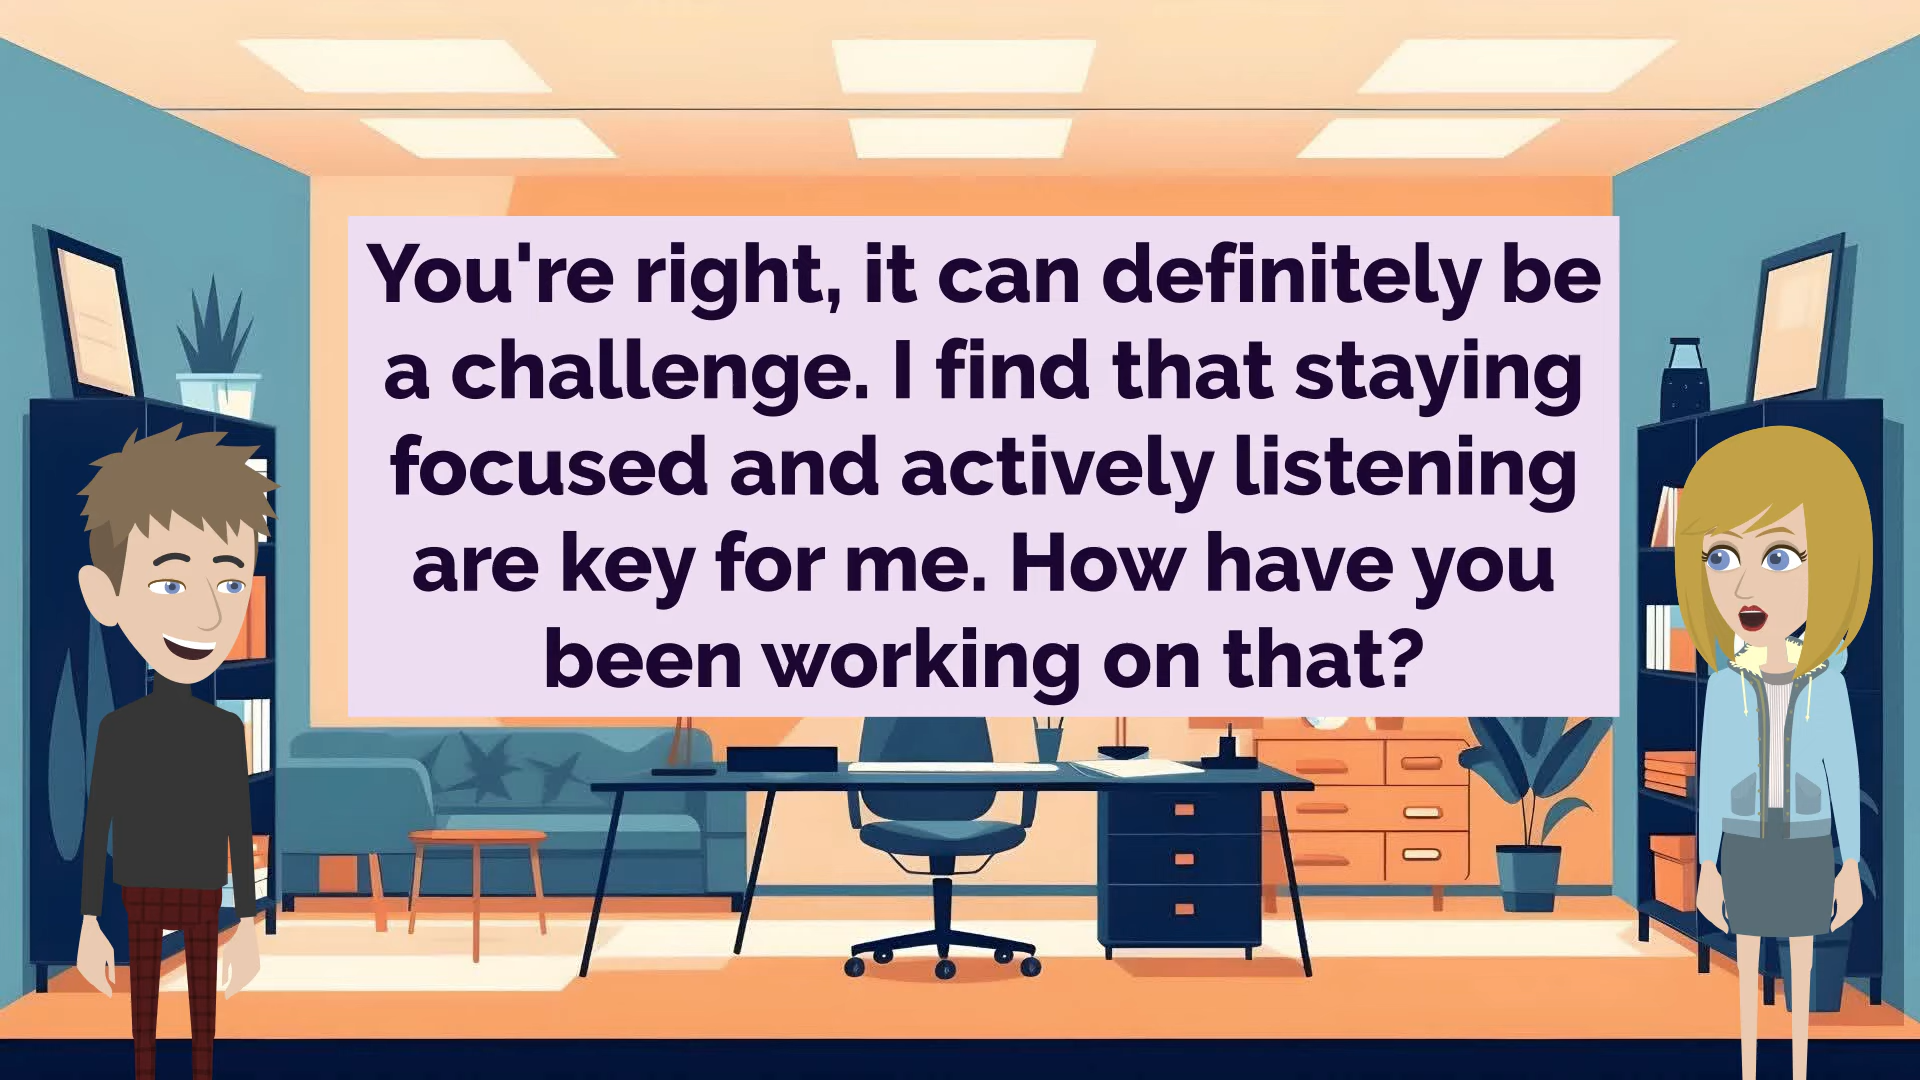 You're right, it can definitely be
a challenge. I find that staying
focused and actively listening
are key for me. How have you
been working on that?